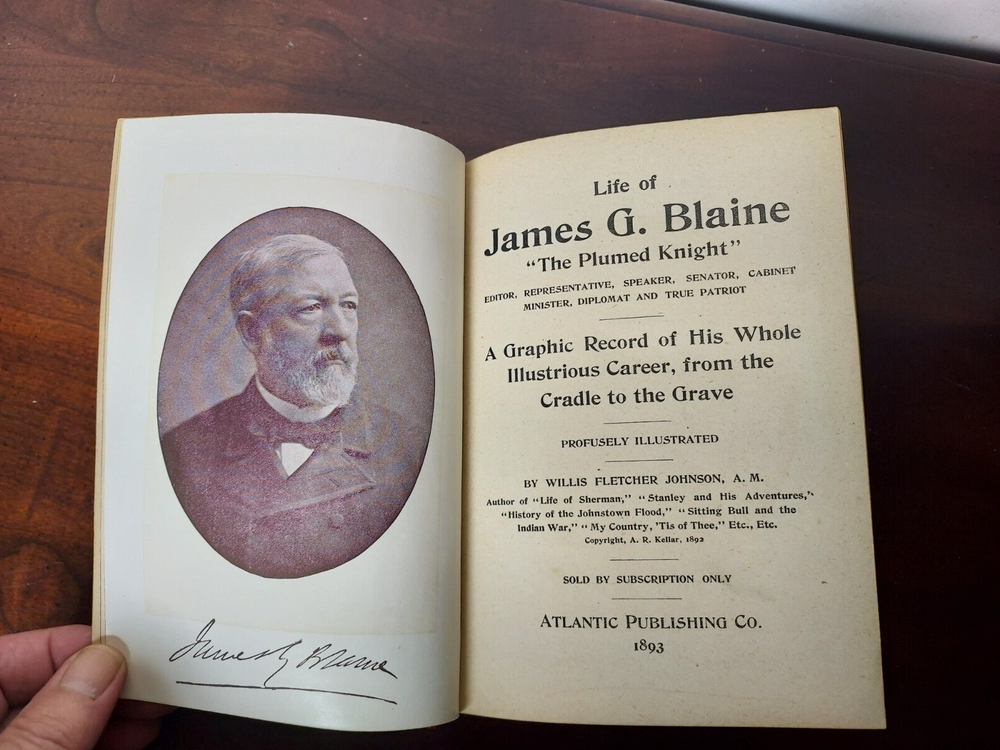 James G. Blaine
Life of
James G. Blaine
“The Plumed Knight”
EDITOR, REPRESENTATIVE, SPEAKER, SENATOR, CABINET
MINISTER, DIPLOMAT AND TRUE PATRIOT
A Graphic Record of His Whole
Illustrious Career, from the
Cradle to the Grave
PROFUSELY ILLUSTRATED
BY WILLIS FLETCHER JOHNSON, A. M.
Author of “Life of Sherman,” “Stanley and His Adventures,”
“History of the Johnstown Flood,” “Sitting Bull and the
Indian War,” “My Country, 'Tis of Thee,” Etc., Etc.
Copyright, A. R. Kellar, 1892
SOLD BY SUBSCRIPTION ONLY
ATLANTIC PUBLISHING CO.
1893